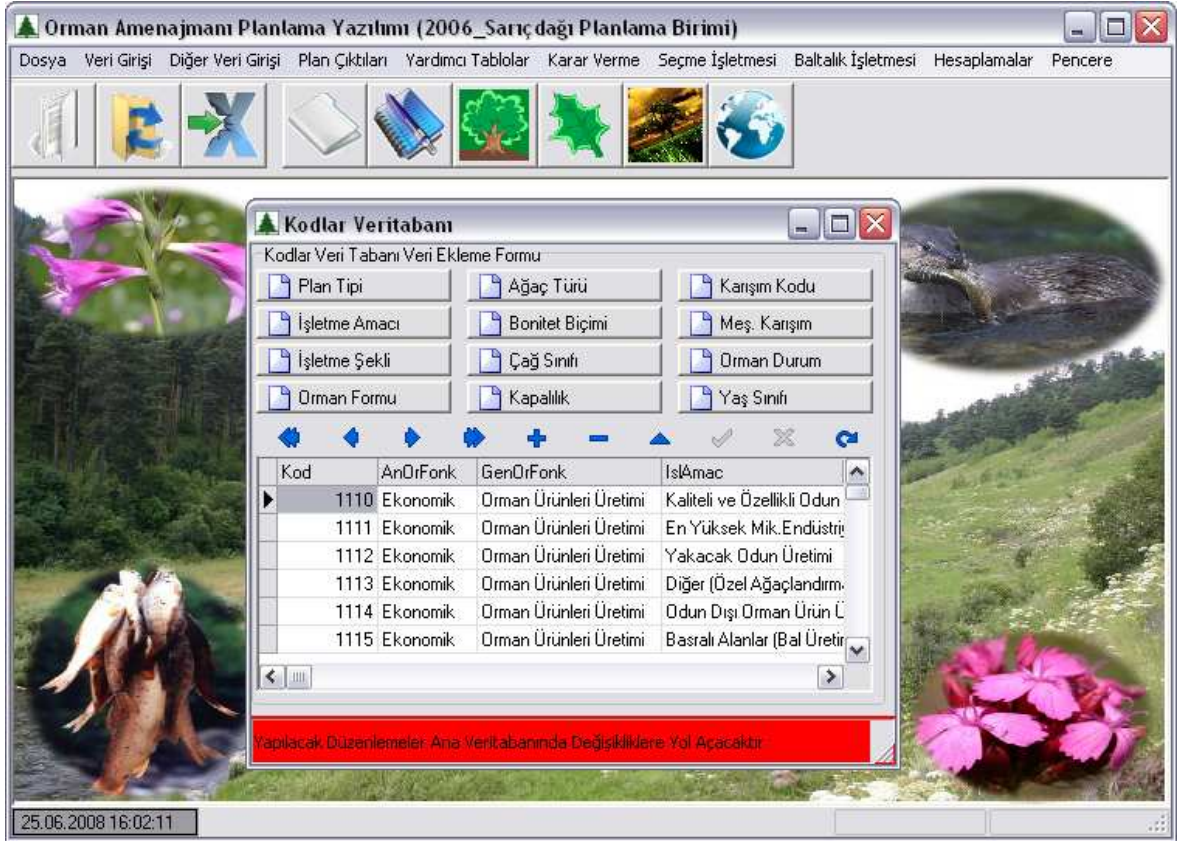 Orman Amenajmanı Planlama Yazılımı (2006_Sarıçdağı Planlama Birimi)
Dosya Veri Girişi Diğer Veri Girişi Plan Çıktıları Yardımcı Tablolar Karar Verme Seçme İşletmesi Baltalık İşletmesi Hesaplamalar Pencere
Kodlar Veritabanı
Kodlar Veri Tabanı Veri Ekleme Formu
Plan Tipi Ağaç Türü Karışım Kodu
İşletme Amacı Bonitet Biçimi Meş. Karışım
İşletme Şekli Çağ Sınıfı Orman Durum
Orman Formu Kapalılık Yaş Sınıfı
Kod AnOrFonk GenOrFonk IslAmac
1110 Ekonomik Orman Ürünleri Üretimi Kaliteli ve Özellikli Odun
1111 Ekonomik Orman Ürünleri Üretimi En Yüksek Mik.Endüstriy
1112 Ekonomik Orman Ürünleri Üretimi Yakacak Odun Üretimi
1113 Ekonomik Orman Ürünleri Üretimi Diğer (Özel Ağaçlandırma
1114 Ekonomik Orman Ürünleri Üretimi Odun Dışı Orman Ürün Ü
1115 Ekonomik Orman Ürünleri Üretimi Basralı Alanlar (Bal Üretim
Yapılacak Düzenlemeler Ana Veritabanında Değişikliklere Yol Açacaktır
25.06.2008 16:02:11